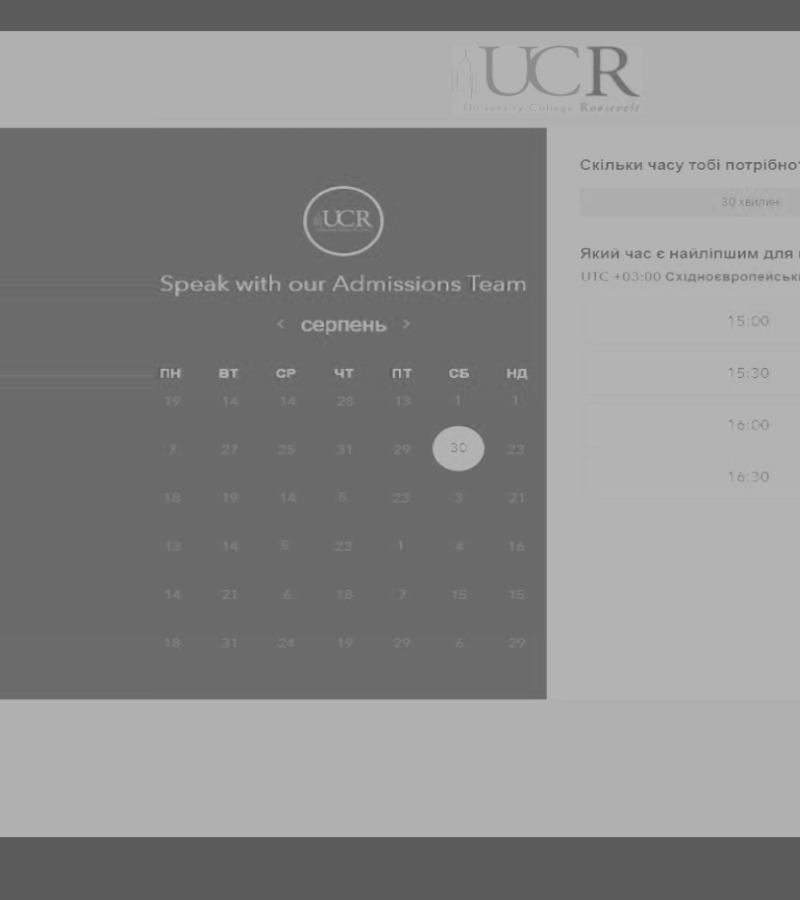 UCR
University College Roosevelt
UCR
Speak with our Admissions Team
< серпень >
ПН ВТ СР ЧТ ПТ СБ НД
19 14 14 28 13 1 1
7 27 25 31 29 30 23
18 19 14 5 23 3 21
13 14 5 23 1 4 16
14 21 6 18 7 15 15
18 31 24 19 29 6 29
Скільки часу тобі потрібно
30 хвилин
Який час є найліпшим для
UTC +03:00 Східноєвропейськ
15:00
15:30
16:00
16:30